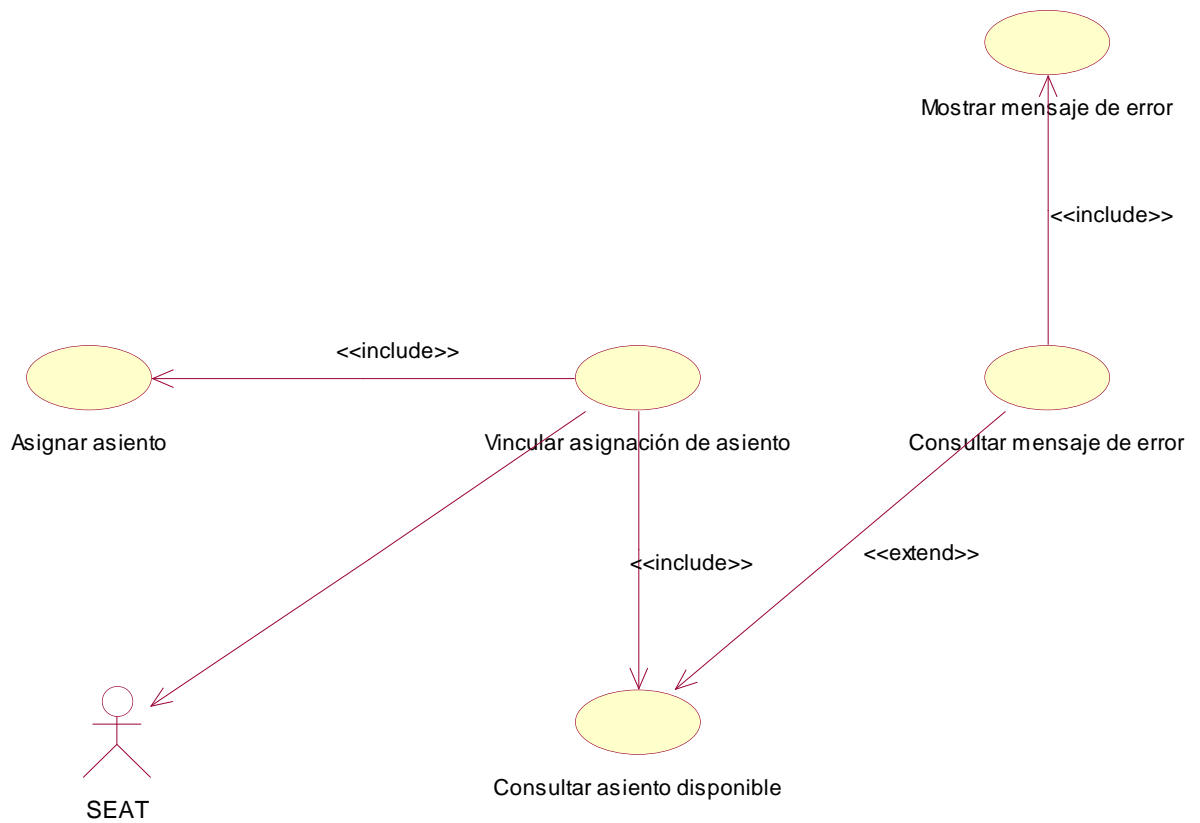 Mostrar mensaje de error
<<include>>
<<include>>
Asignar asiento
Vincular asignación de asiento
Consultar mensaje de error
<<extend>>
<<include>>
Consultar asiento disponible
SEAT